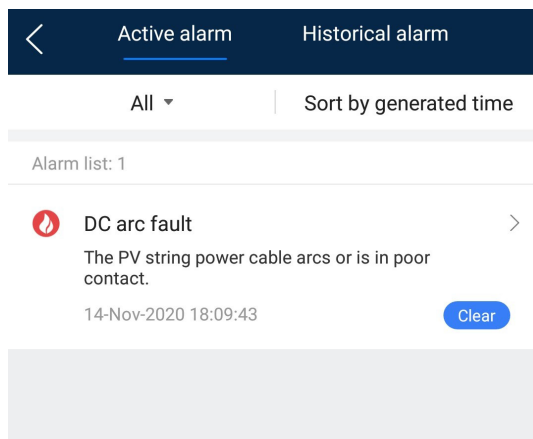 Active alarm Historical alarm
All Sort by generated time
Alarm list: 1
DC arc fault
The PV string power cable arcs or is in poor
contact.
14-Nov-2020 18:09:43 Clear